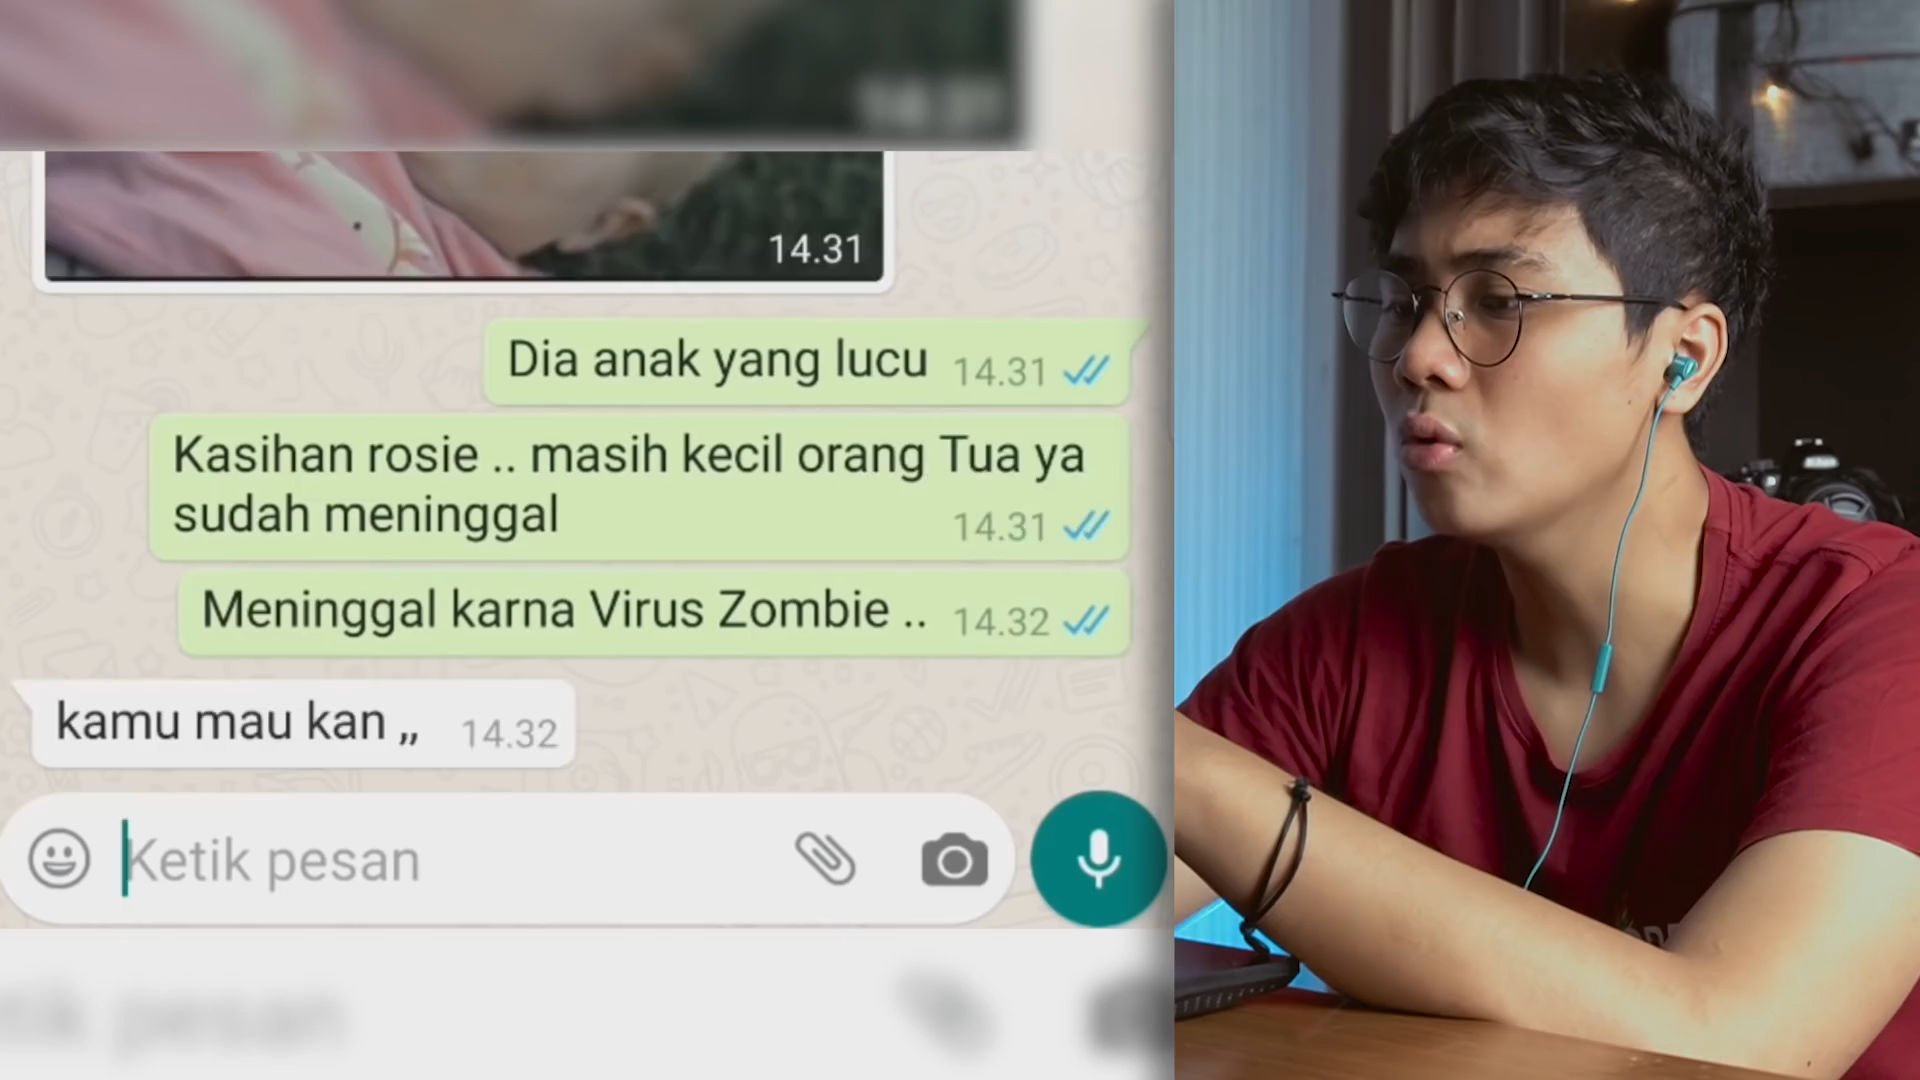 14.31
Dia anak yang lucu 14.31
Kasihan rosie .. masih kecil orang Tua ya
sudah meninggal 14.31
Meninggal karna Virus Zombie .. 14.32
kamu mau kan ,, 14.32
Ketik pesan